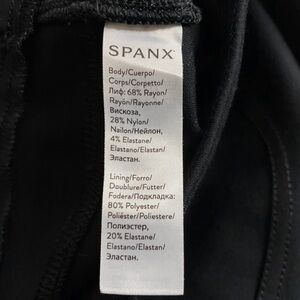 SPANX
Body/Cuerpo/
Corps/Corpetto/
Лиф: 68% Rayon/
Rayón/Rayonne/
Вискоза,
28% Nylon/
Nailon/Нейлон,
4% Elastane/
Elastano/Elastan/
Эластан.
Lining/Forro/
Doublure/Futter/
Fodera/Подкладка:
80% Polyester/
Poliéster/Poliestere/
Полиэстер,
20% Elastane/
Elastano/Elastan/
Эластан.